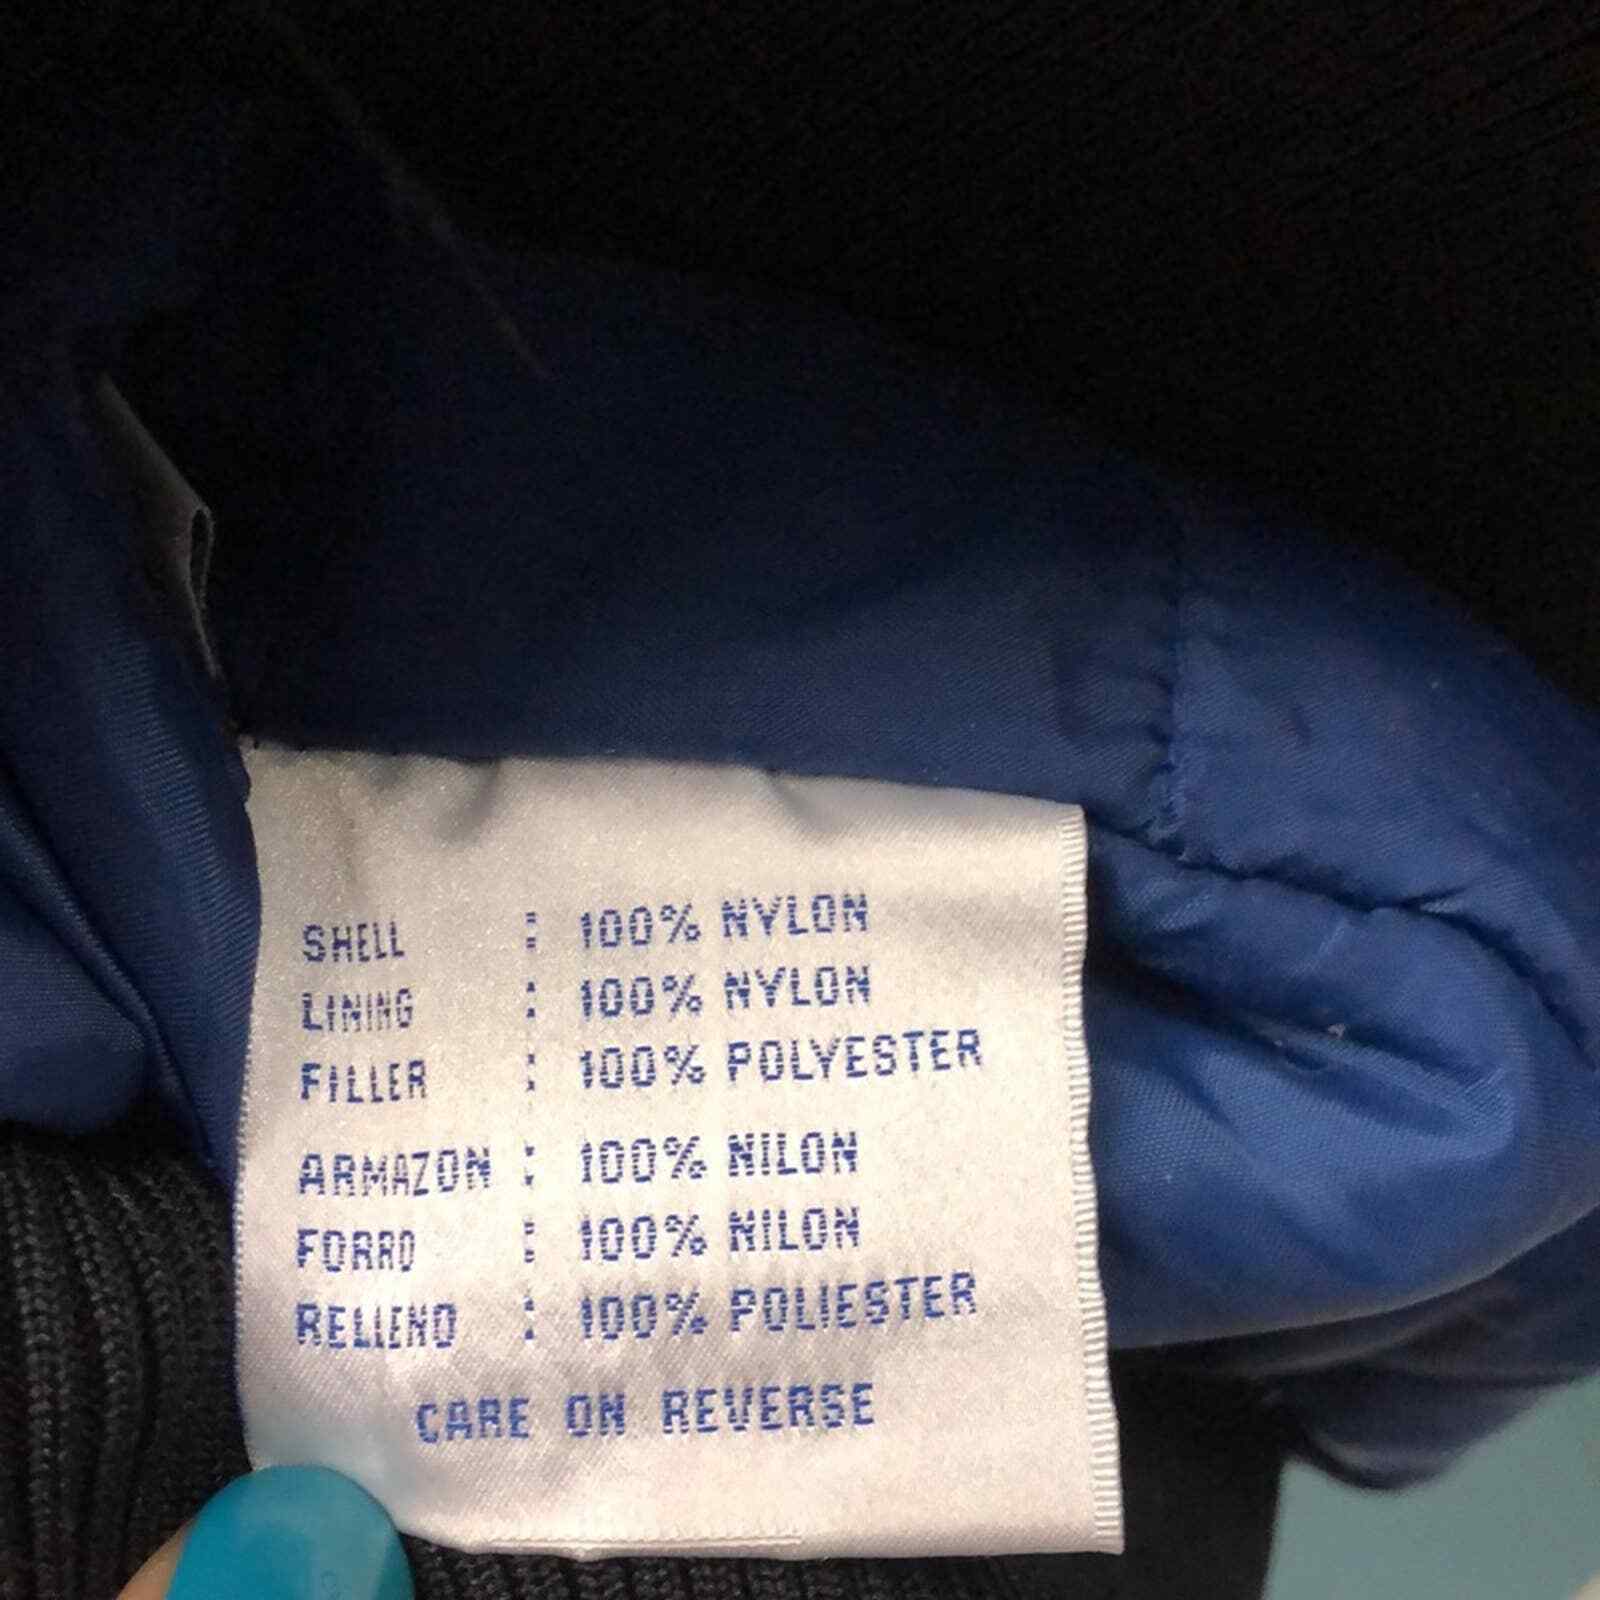 SHELL : 100% NYLON
LINING : 100% NYLON
FILLER : 100% POLYESTER
ARMAZON : 100% NILON
FORRO : 100% NILON
RELLENO : 100% POLIESTER
CARE ON REVERSE